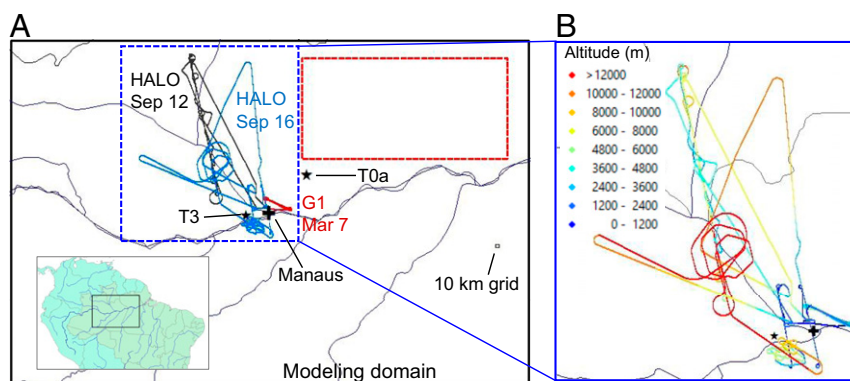 A
HALO
Sep 12
HALO
Sep 16
T0a
T3
G1
Mar 7
Manaus
10 km grid
Modeling domain
B
Altitude (m)
>12000
10000 - 12000
8000 - 10000
6000 - 8000
4800 - 6000
3600 - 4800
2400 - 3600
1200 - 2400
0 - 1200